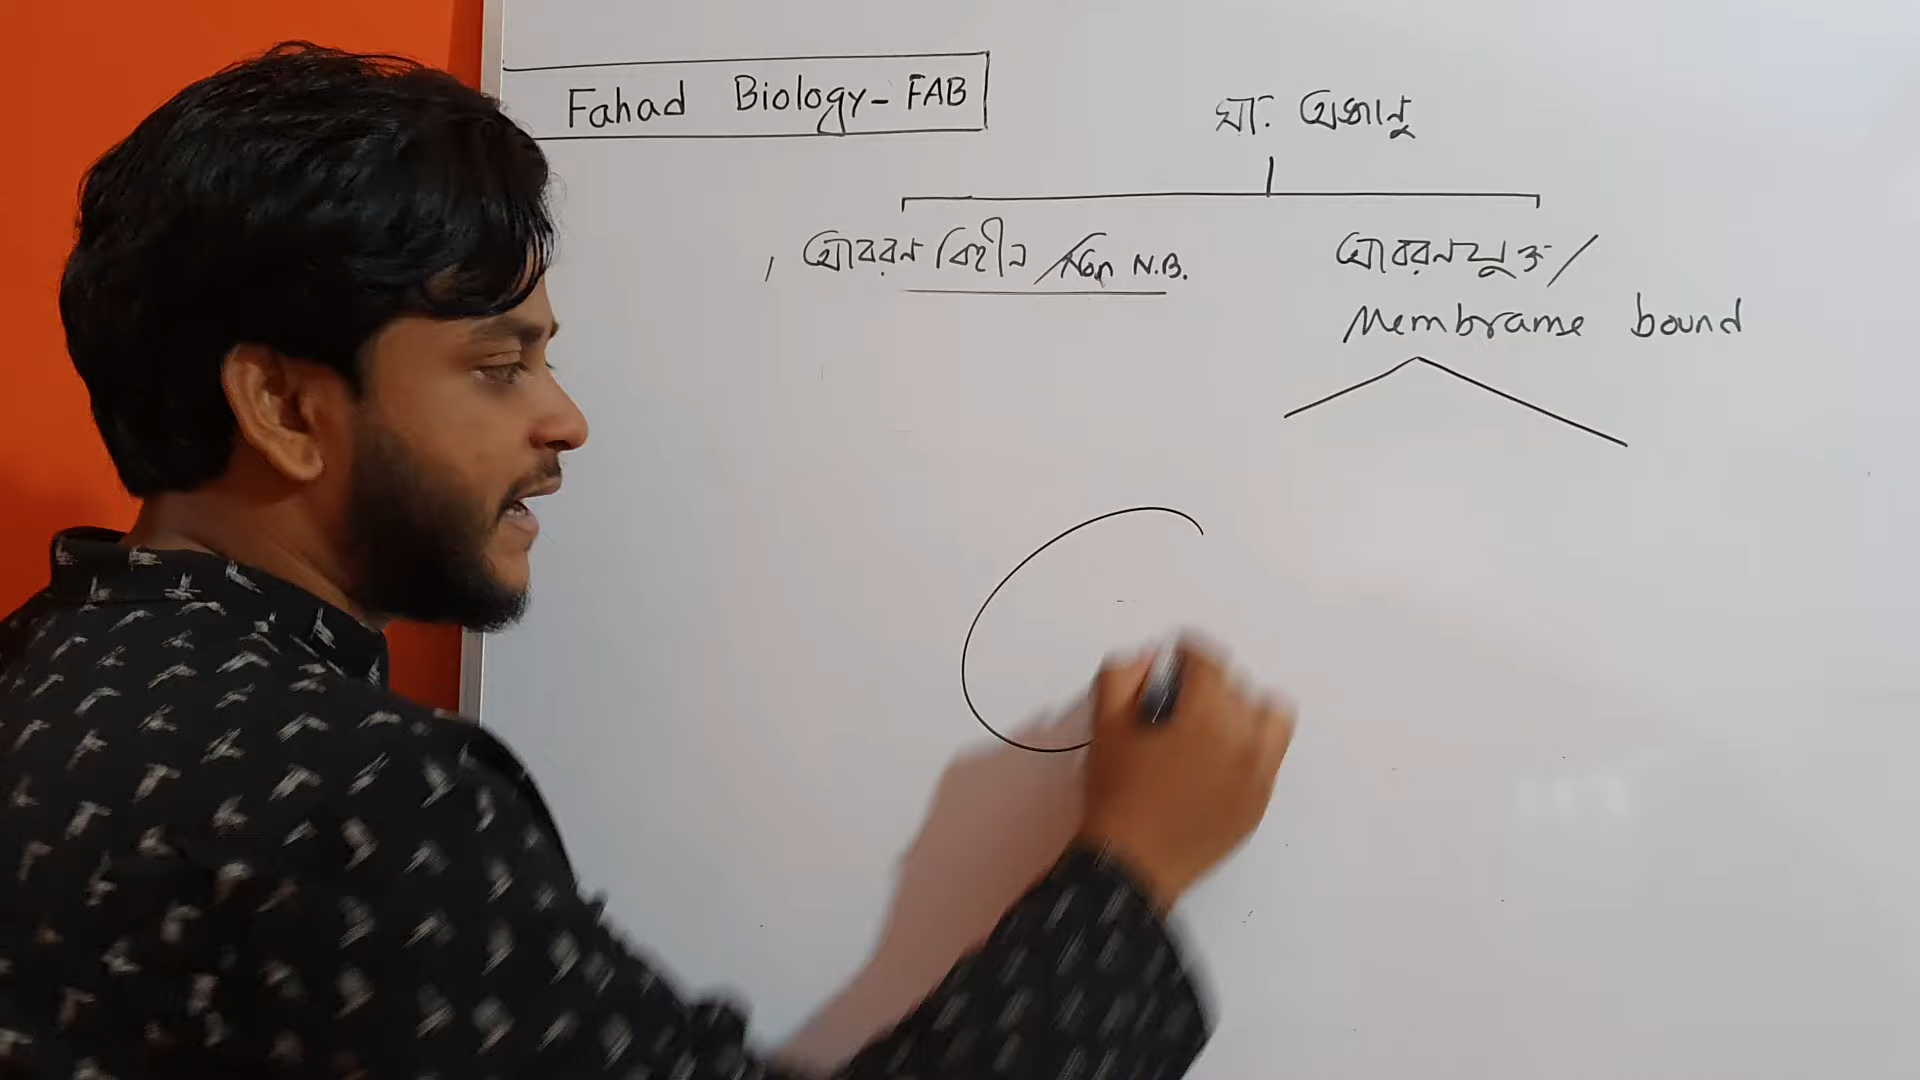 Fahad Biology - FAB
সাঃ অঙ্গাণু
আবরণ বিহীন / Non M.B.
আবরণযুক্ত /
Membrane bound